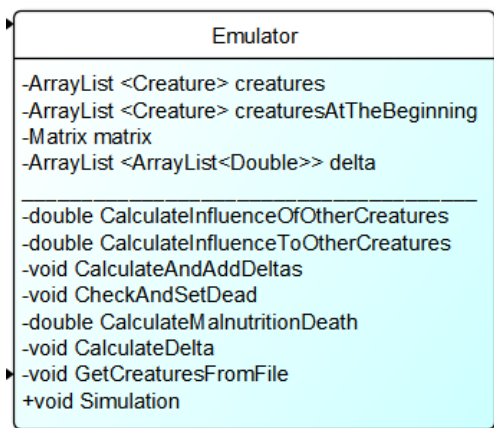 Emulator
-ArrayList <Creature> creatures
-ArrayList <Creature> creaturesAtTheBeginning
-Matrix matrix
-ArrayList <ArrayList<Double>> delta
-double CalculateInfluenceOfOtherCreatures
-double CalculateInfluenceToOtherCreatures
-void CalculateAndAddDeltas
-void CheckAndSetDead
-double CalculateMalnutritionDeath
-void CalculateDelta
-void GetCreaturesFromFile
+void Simulation